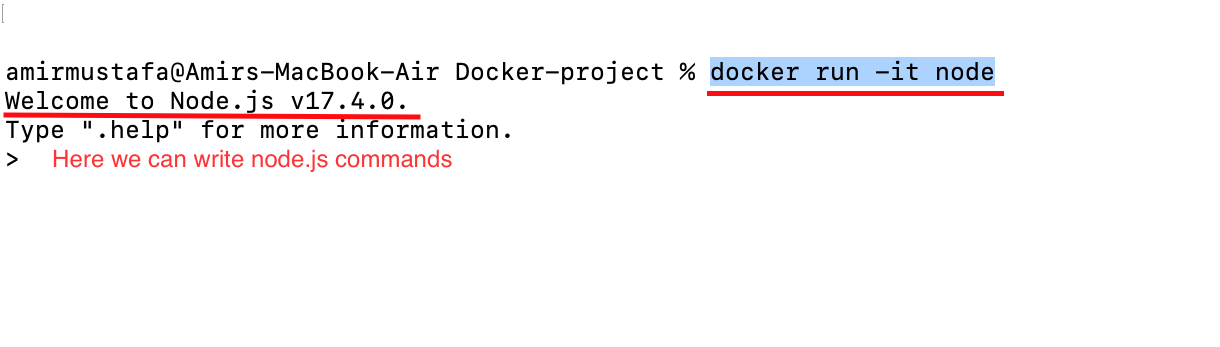 amirmustafa@Amirs-MacBook-Air Docker-project % docker run -it node
Welcome to Node.js v17.4.0.
Type ".help" for more information.
> Here we can write node.js commands